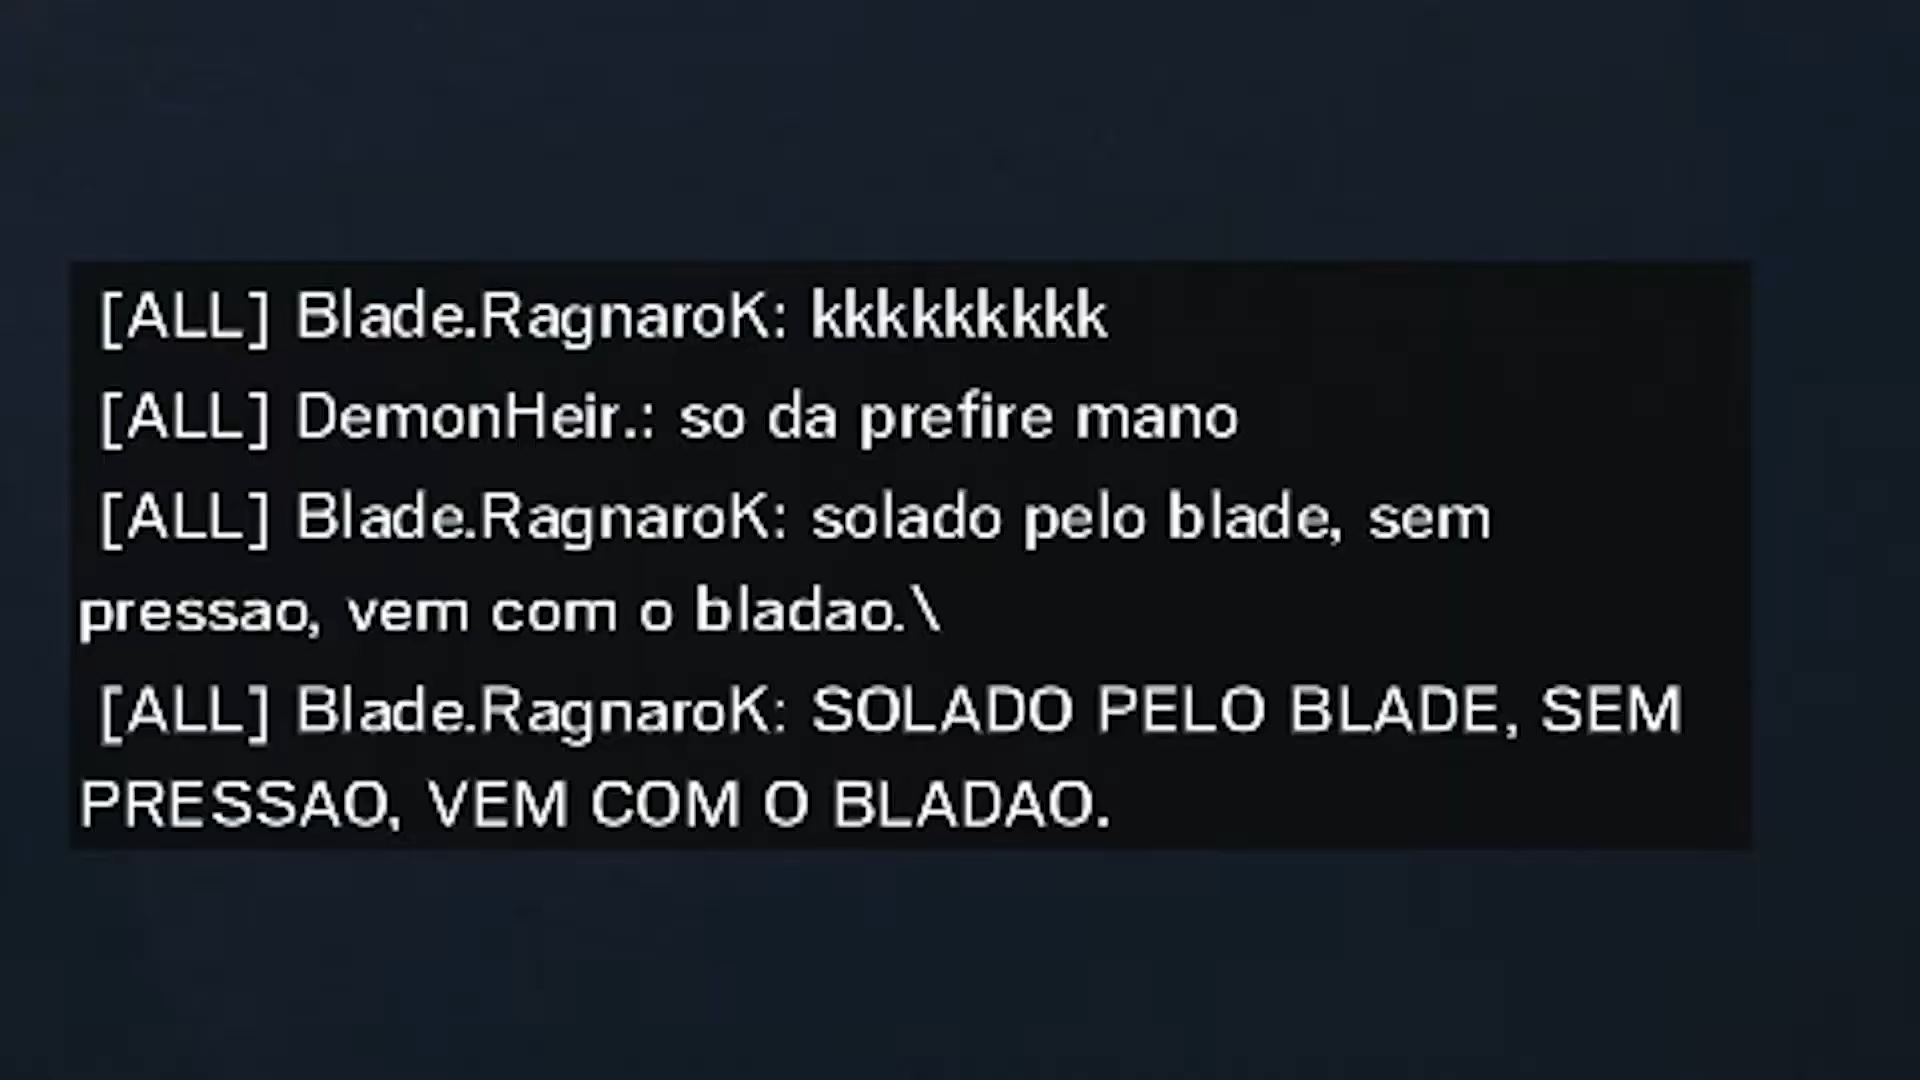 [ALL] Blade.RagnaroK: kkkkkkkkk
[ALL] DemonHeir.: so da prefire mano
[ALL] Blade.RagnaroK: solado pelo blade, sem
pressao, vem com o bladao.\
[ALL] Blade.RagnaroK: SOLADO PELO BLADE, SEM
PRESSAO, VEM COM O BLADAO.